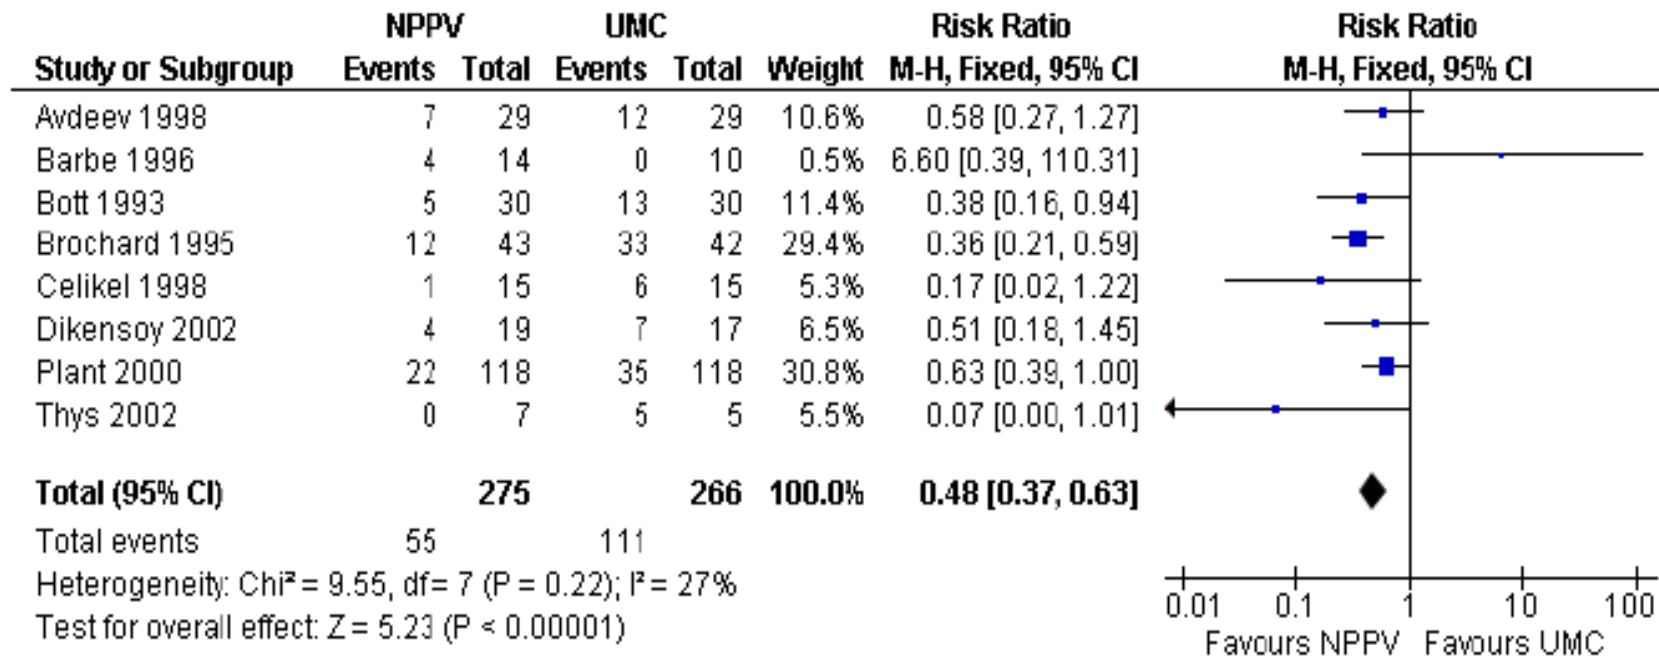 NPPV UMC Risk Ratio Risk Ratio
Study or Subgroup Events Total Events Total Weight M-H, Fixed, 95% CI M-H, Fixed, 95% CI
Avdeev 1998 7 29 12 29 10.6% 0.58 [0.27, 1.27]
Barbe 1996 4 14 0 10 0.5% 6.60 [0.39, 110.31]
Bott 1993 5 30 13 30 11.4% 0.38 [0.16, 0.94]
Brochard 1995 12 43 33 42 29.4% 0.36 [0.21, 0.59]
Celikel 1998 1 15 6 15 5.3% 0.17 [0.02, 1.22]
Dikensoy 2002 4 19 7 17 6.5% 0.51 [0.18, 1.45]
Plant 2000 22 118 35 118 30.8% 0.63 [0.39, 1.00]
Thys 2002 0 7 5 5 5.5% 0.07 [0.00, 1.01]
Total (95% CI) 275 266 100.0% 0.48 [0.37, 0.63]
Total events 55 111
Heterogeneity: Chi² = 9.55, df = 7 (P = 0.22); I² = 27%
Test for overall effect: Z = 5.23 (P < 0.00001)
0.01 0.1 1 10 100
Favours NPPV Favours UMC